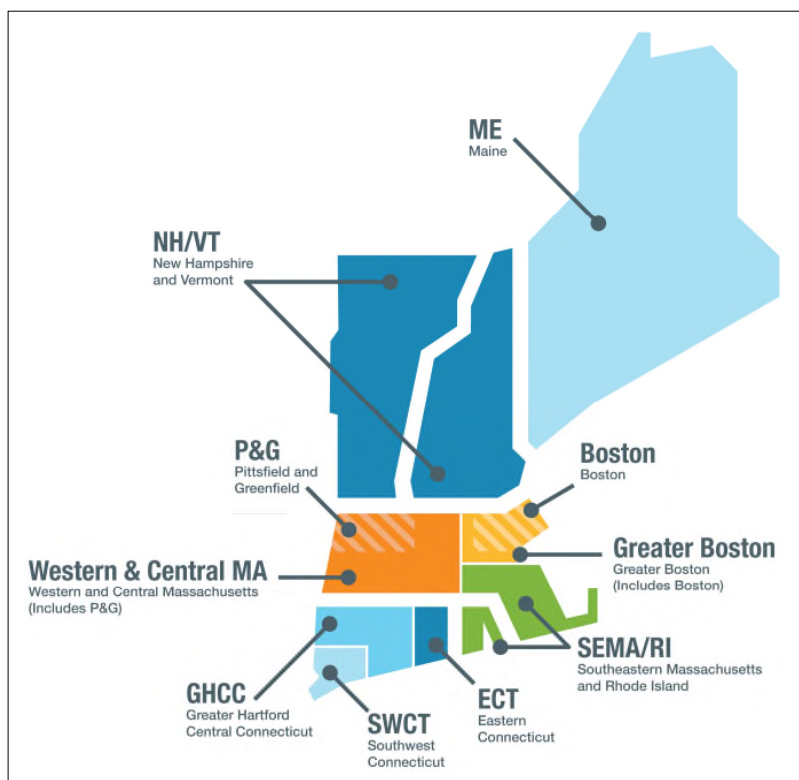 ME
Maine
NH/VT
New Hampshire
and Vermont
P&G
Pittsfield and
Greenfield
Boston
Boston
Western & Central MA
Western and Central Massachusetts
(Includes P&G)
Greater Boston
Greater Boston
(Includes Boston)
SEMA/RI
Southeastern Massachusetts
and Rhode Island
GHCC
Greater Hartford
Central Connecticut
SWCT
Southwest
Connecticut
ECT
Eastern
Connecticut